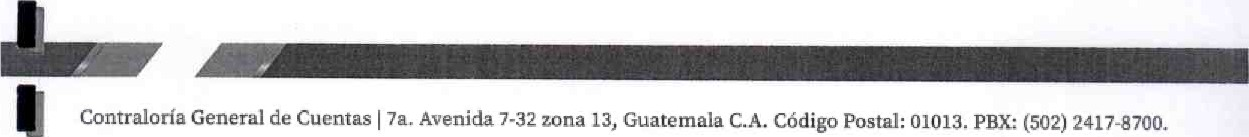 Contraloría General de Cuentas | 7a. Avenida 7-32 zona 13, Guatemala C.A. Código Postal: 01013. PBX: (502) 2417-8700.